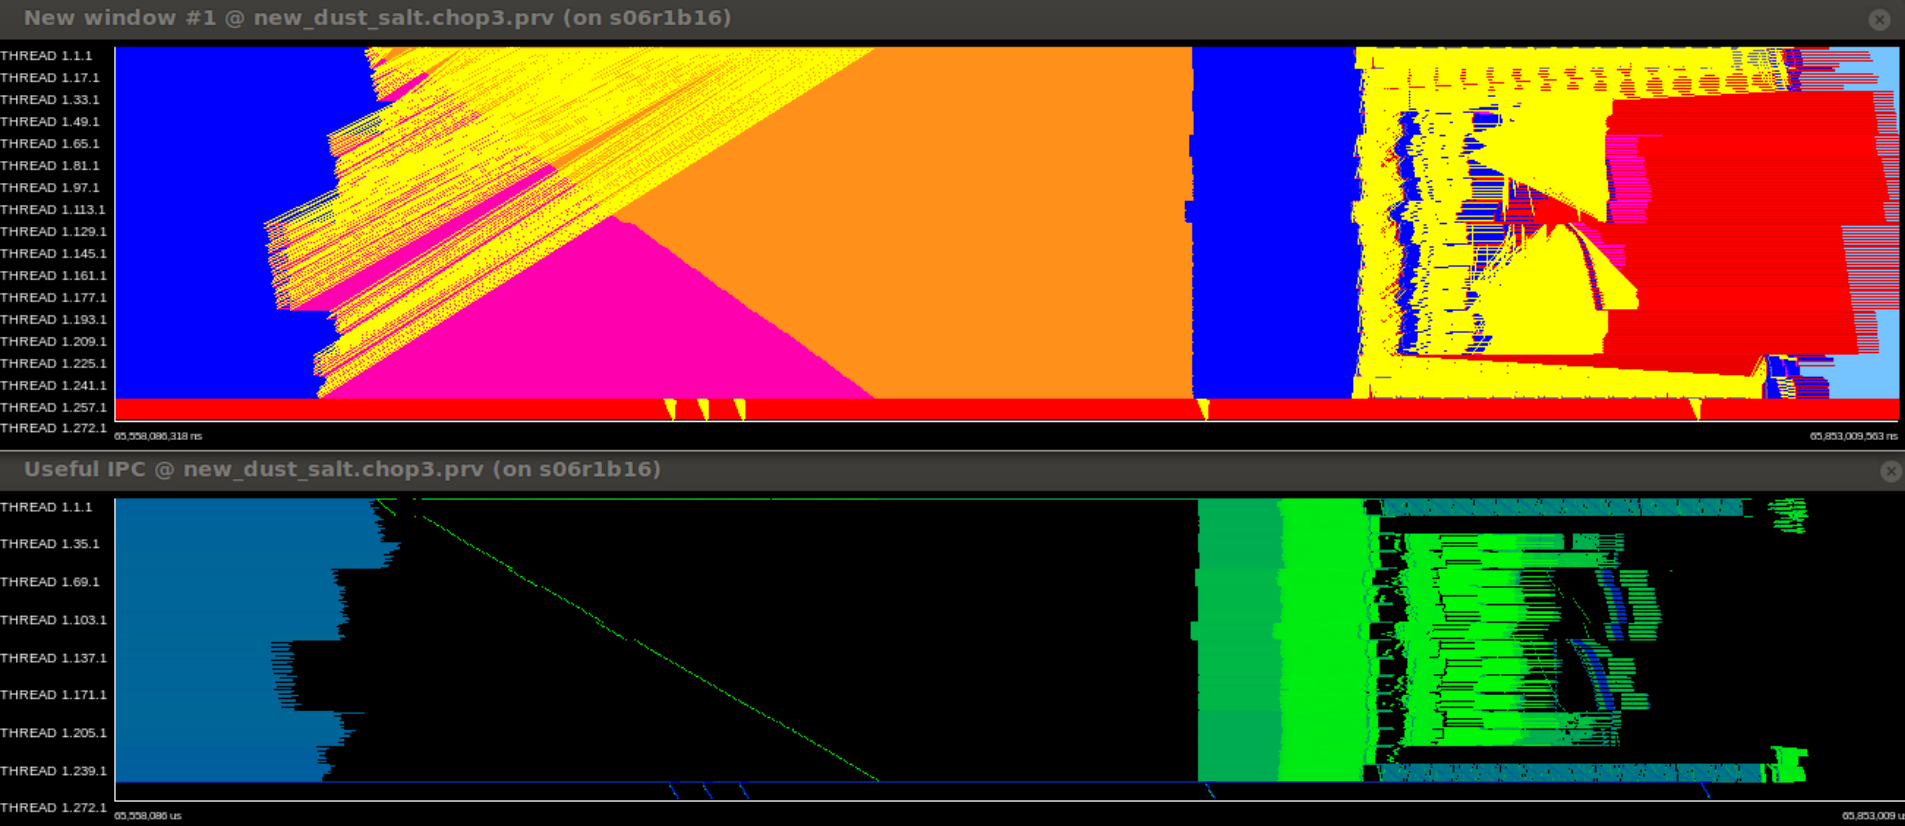 New window #1 @ new_dust_salt.chop3.prv (on s06r1b16)
THREAD 1.1.1
THREAD 1.17.1
THREAD 1.33.1
THREAD 1.49.1
THREAD 1.65.1
THREAD 1.81.1
THREAD 1.97.1
THREAD 1.113.1
THREAD 1.129.1
THREAD 1.145.1
THREAD 1.161.1
THREAD 1.177.1
THREAD 1.193.1
THREAD 1.209.1
THREAD 1.225.1
THREAD 1.241.1
THREAD 1.257.1
THREAD 1.272.1
65,558,086,318 ns 65,853,009,563 ns
Useful IPC @ new_dust_salt.chop3.prv (on s06r1b16)
THREAD 1.1.1
THREAD 1.35.1
THREAD 1.69.1
THREAD 1.103.1
THREAD 1.137.1
THREAD 1.171.1
THREAD 1.205.1
THREAD 1.239.1
THREAD 1.272.1
65,558,086 us 65,853,009 u